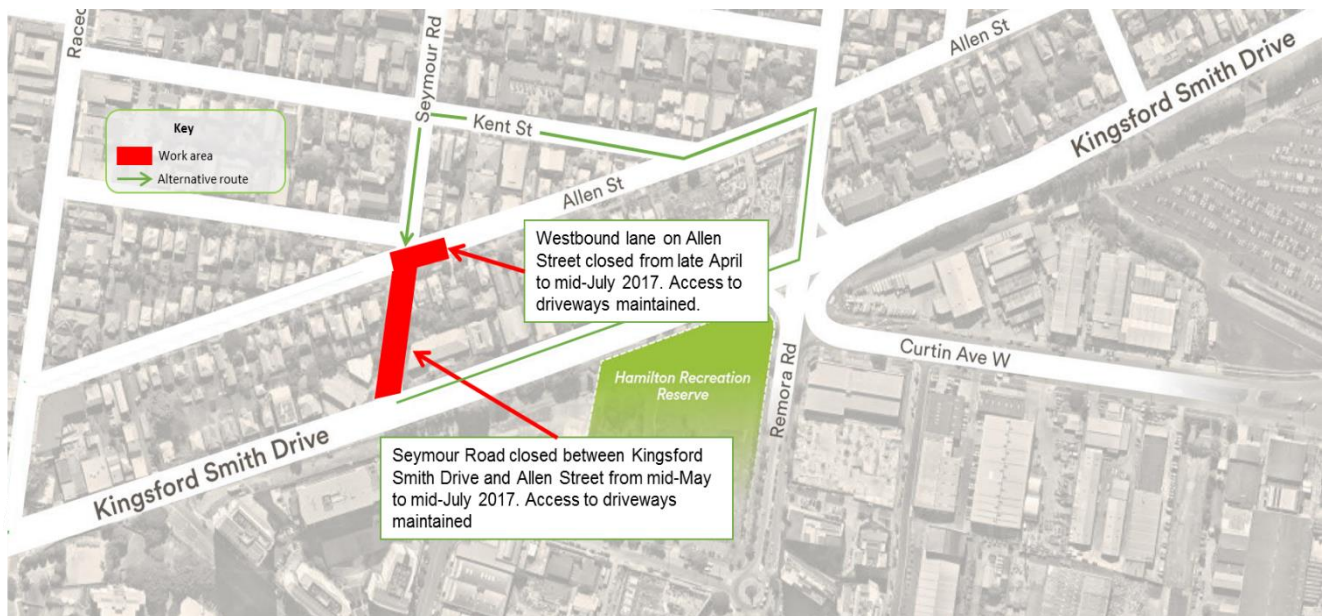 Raced
Seymour Rd
Allen St
Kingsford Smith Drive
Key
Work area
Alternative route
Kent St
Allen St
Westbound lane on Allen
Street closed from late April
to mid-July 2017. Access to
driveways maintained.
Curtin Ave W
Hamilton Recreation
Reserve
Remora Rd
Kingsford Smith Drive
Seymour Road closed between Kingsford
Smith Drive and Allen Street from mid-May
to mid-July 2017. Access to driveways
maintained